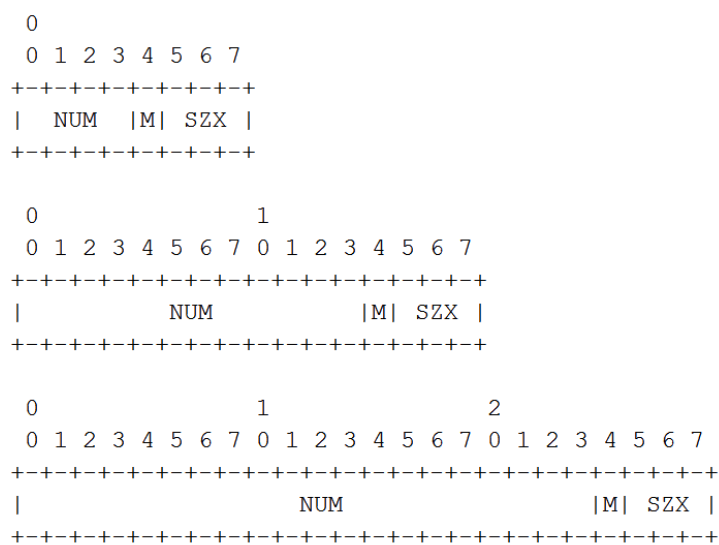 0
 0 1 2 3 4 5 6 7
+-+-+-+-+-+-+-+-+
|  NUM  |M| SZX |
+-+-+-+-+-+-+-+-+

 0               1
 0 1 2 3 4 5 6 7 0 1 2 3 4 5 6 7
+-+-+-+-+-+-+-+-+-+-+-+-+-+-+-+-+
|          NUM          |M| SZX |
+-+-+-+-+-+-+-+-+-+-+-+-+-+-+-+-+

 0               1               2
 0 1 2 3 4 5 6 7 0 1 2 3 4 5 6 7 0 1 2 3 4 5 6 7
+-+-+-+-+-+-+-+-+-+-+-+-+-+-+-+-+-+-+-+-+-+-+-+-+
|                   NUM                 |M| SZX |
+-+-+-+-+-+-+-+-+-+-+-+-+-+-+-+-+-+-+-+-+-+-+-+-+